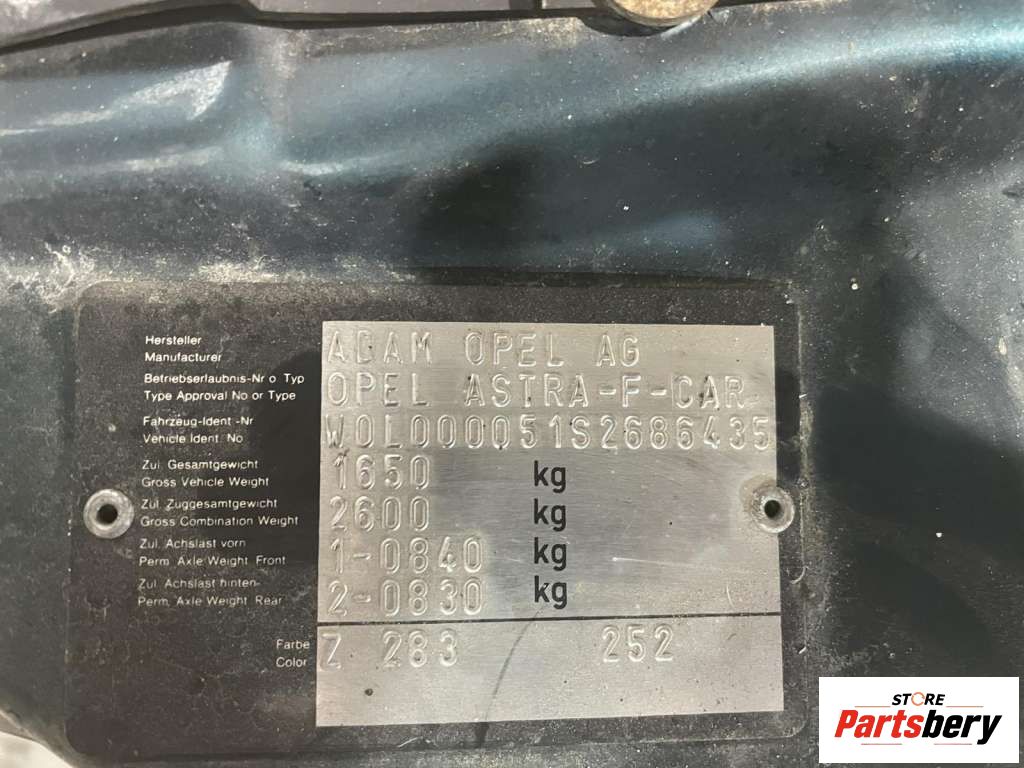 Hersteller
Manufacturer
ADAM OPEL AG
Betriebserlaubnis-Nr o. Typ
Type Approval No or Type
OPEL ASTRA-F-CAR
Fahrzeug-Ident.-Nr
Vehicle Ident. No
W0L000051S2686435
Zul. Gesamtgewicht
Gross Vehicle Weight
1650 kg
Zul. Zuggesamtgewicht
Gross Combination Weight
2600 kg
Zul. Achslast vorn
Perm. Axle Weight Front
1-0840 kg
Zul. Achslast hinten
Perm. Axle Weight Rear
2-0830 kg
Farbe
Color
Z 283 252
STORE
Partsbery